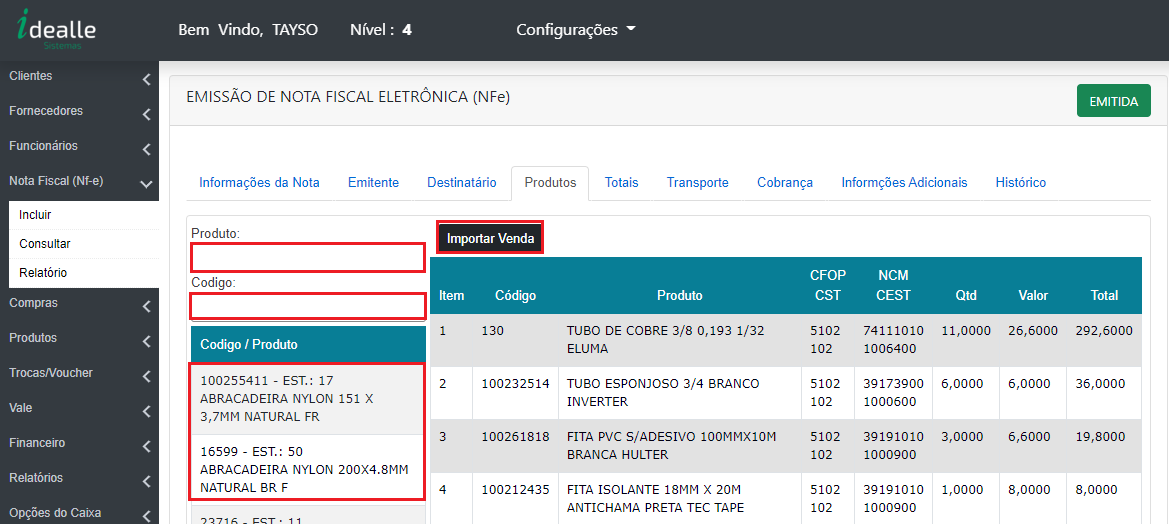 idealle
Sistemas
Bem Vindo, TAYSO
Nível : 4
Configurações
Clientes
Fornecedores
Funcionários
Nota Fiscal (Nf-e)
Incluir
Consultar
Relatório
Compras
Produtos
Trocas/Voucher
Vale
Financeiro
Relatórios
Opções do Caixa
EMISSÃO DE NOTA FISCAL ELETRÔNICA (NFe)
EMITIDA
Informações da Nota
Emitente
Destinatário
Produtos
Totais
Transporte
Cobrança
Informções Adicionais
Histórico
Produto:
Codigo:
Codigo / Produto
100255411 - EST.: 17
ABRACADEIRA NYLON 151 X
3,7MM NATURAL FR
16599 - EST.: 50
ABRACADEIRA NYLON 200X4.8MM
NATURAL BR F
23716 - EST.: 11
Importar Venda
Item Código Produto CFOP CST NCM CEST Qtd Valor Total
1 130 TUBO DE COBRE 3/8 0,193 1/32 5102 74111010 11,0000 26,6000 292,6000
ELUMA 102 1006400
2 100232514 TUBO ESPONJOSO 3/4 BRANCO 5102 39173900 6,0000 6,0000 36,0000
INVERTER 102 1000600
3 100261818 FITA PVC S/ADESIVO 100MMX10M 5102 39191010 3,0000 6,6000 19,8000
BRANCA HULTER 102 1000900
4 100212435 FITA ISOLANTE 18MM X 20M 5102 39191010 1,0000 8,0000 8,0000
ANTICHAMA PRETA TEC TAPE 102 1000900